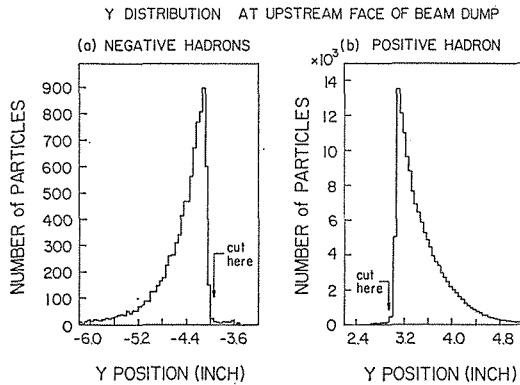 Y DISTRIBUTION AT UPSTREAM FACE OF BEAM DUMP
(a) NEGATIVE HADRONS
NUMBER of PARTICLES
900
800
700
600
500
400
300
200
100
0
cut
here
-6.0 -5.2 -4.4 -3.6
Y POSITION (INCH)
(b) POSITIVE HADRON
×10³
NUMBER of PARTICLES
14
12
10
8
6
4
2
0
cut
here
2.4 3.2 4.0 4.8
Y POSITION (INCH)